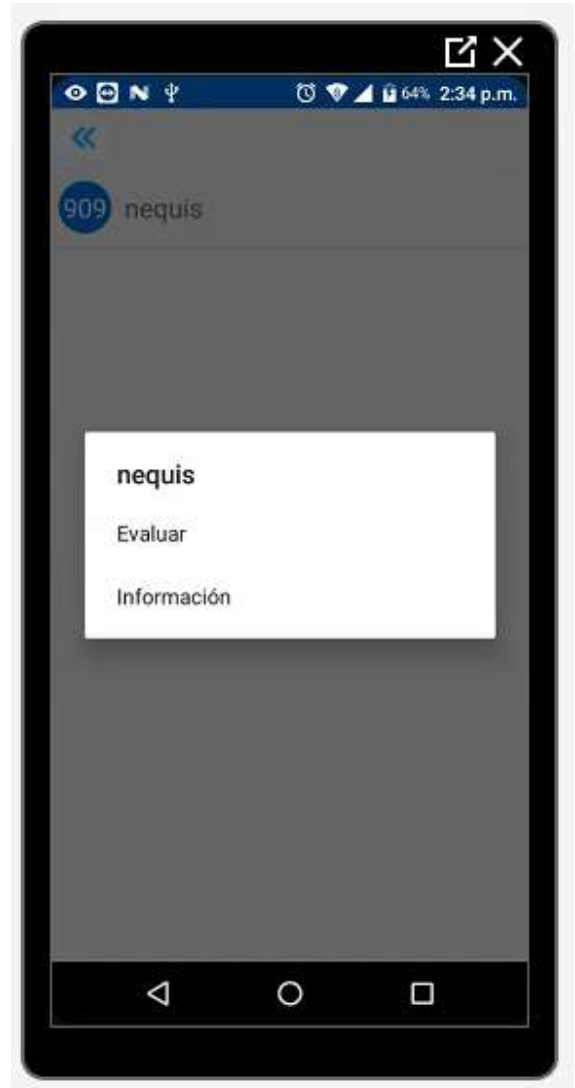 64% 2:34 p.m.
909 nequis
nequis
Evaluar
Información